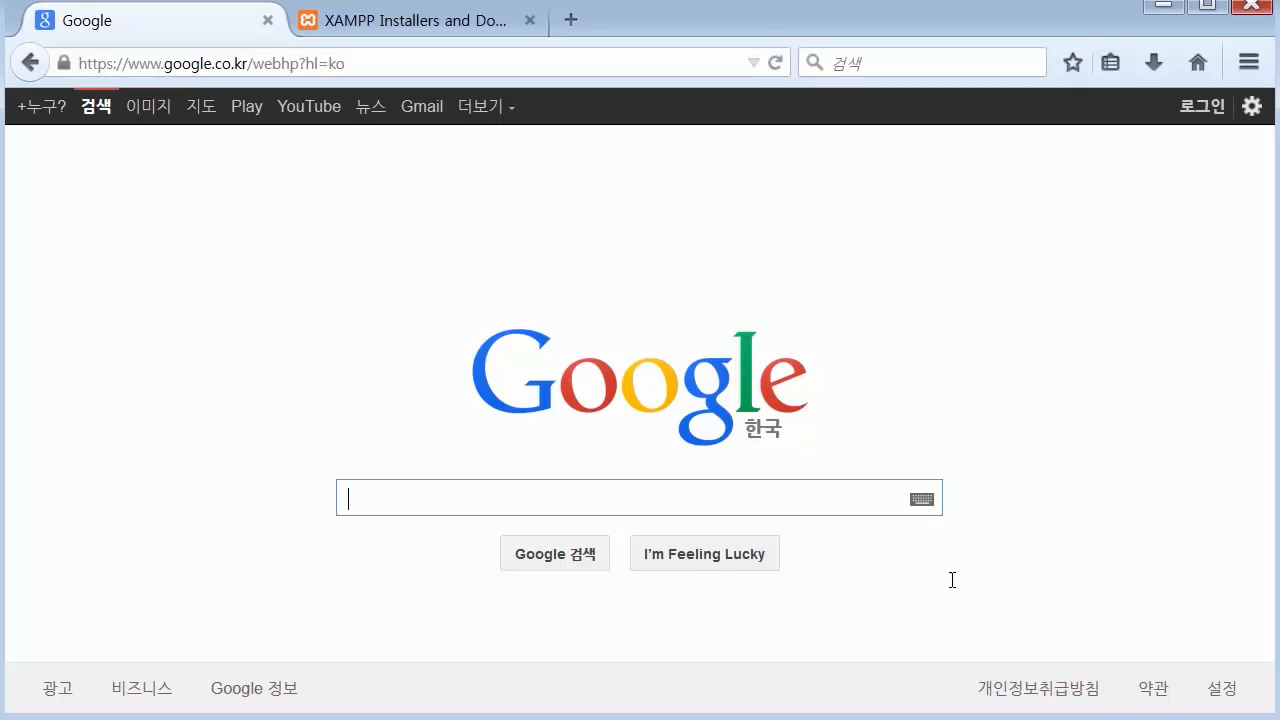 Google
XAMPP Installers and Do...
https://www.google.co.kr/webhp?hl=ko
검색
+누구? 검색 이미지 지도 Play YouTube 뉴스 Gmail 더보기
로그인
Google
한국
Google 검색
I'm Feeling Lucky
광고 비즈니스 Google 정보
개인정보취급방침 약관 설정